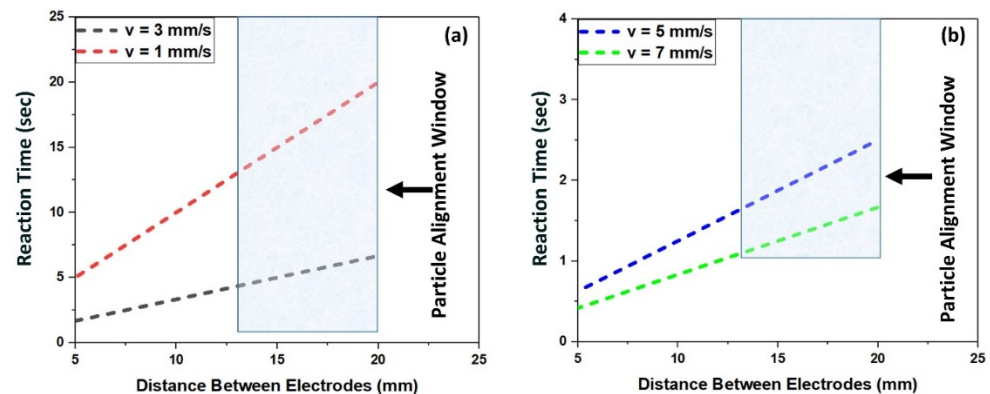 v = 3 mm/s
v = 1 mm/s
(a)
25
20
15
10
5
0
Reaction Time (sec)
5
10
15
20
25
Distance Between Electrodes (mm)
Particle Alignment Window
v = 5 mm/s
v = 7 mm/s
(b)
4
3
2
1
0
Reaction Time (sec)
5
10
15
20
25
Distance Between Electrodes (mm)
Particle Alignment Window